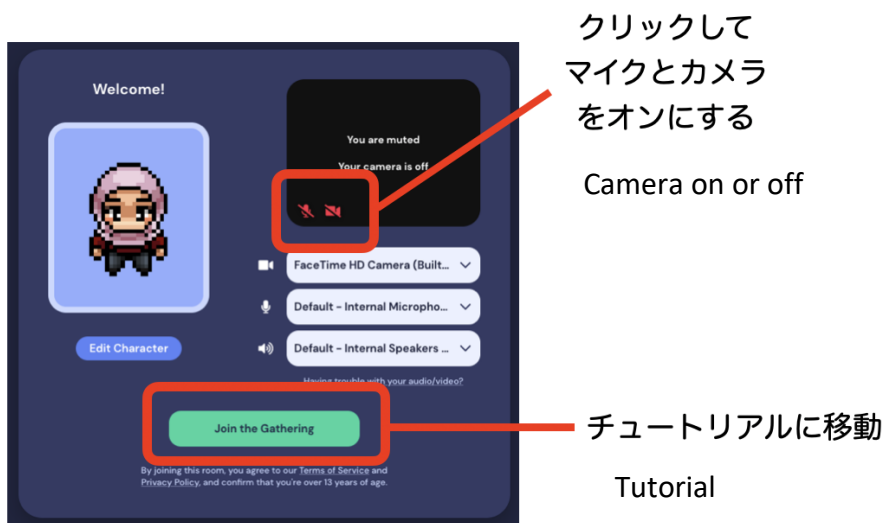 クリックして
マイクとカメラ
をオンにする
Camera on or off
Welcome!
You are muted
Your camera is off
FaceTime HD Camera (Built...
Default - Internal Micropho...
Edit Character
Default - Internal Speakers ...
Having trouble with your audio/video?
Join the Gathering
チュートリアルに移動
Tutorial
By joining this room, you agree to our Terms of Service and
Privacy Policy, and confirm that you're over 13 years of age.